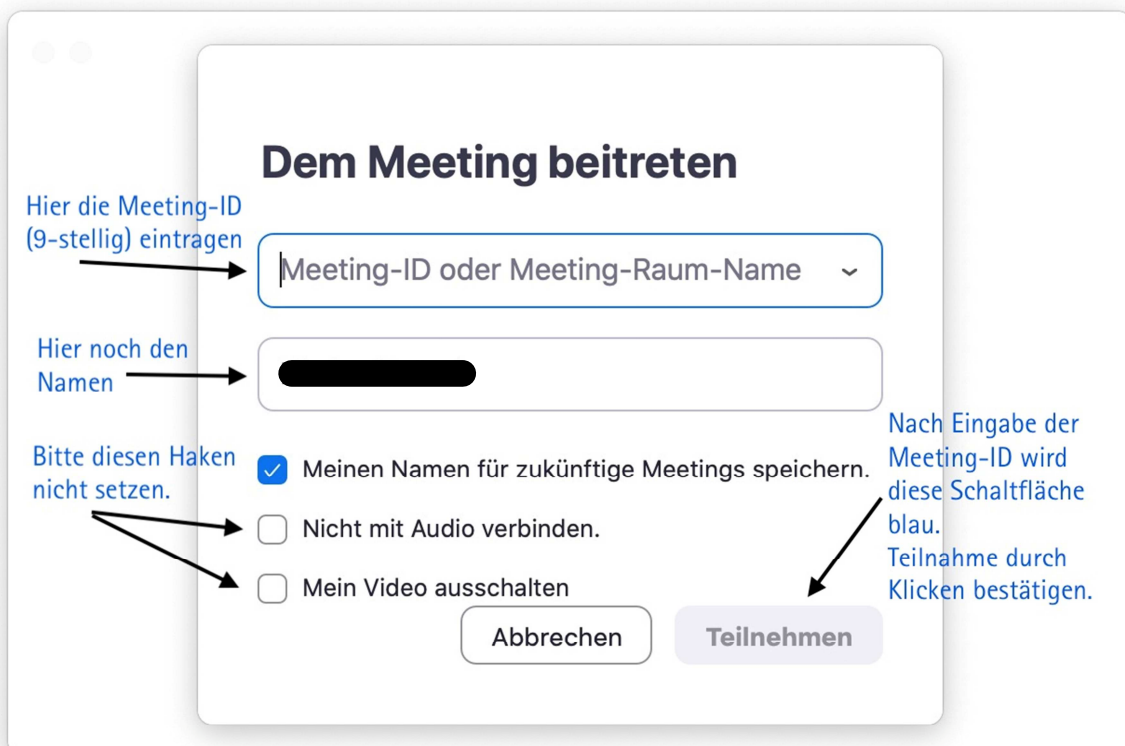 Dem Meeting beitreten
Hier die Meeting-ID
(9-stellig) eintragen
Meeting-ID oder Meeting-Raum-Name
Hier noch den
Namen
Bitte diesen Haken
nicht setzen.
Meinen Namen für zukünftige Meetings speichern.
Nicht mit Audio verbinden.
Mein Video ausschalten
Nach Eingabe der
Meeting-ID wird
diese Schaltfläche
blau.
Teilnahme durch
Klicken bestätigen.
Abbrechen
Teilnehmen